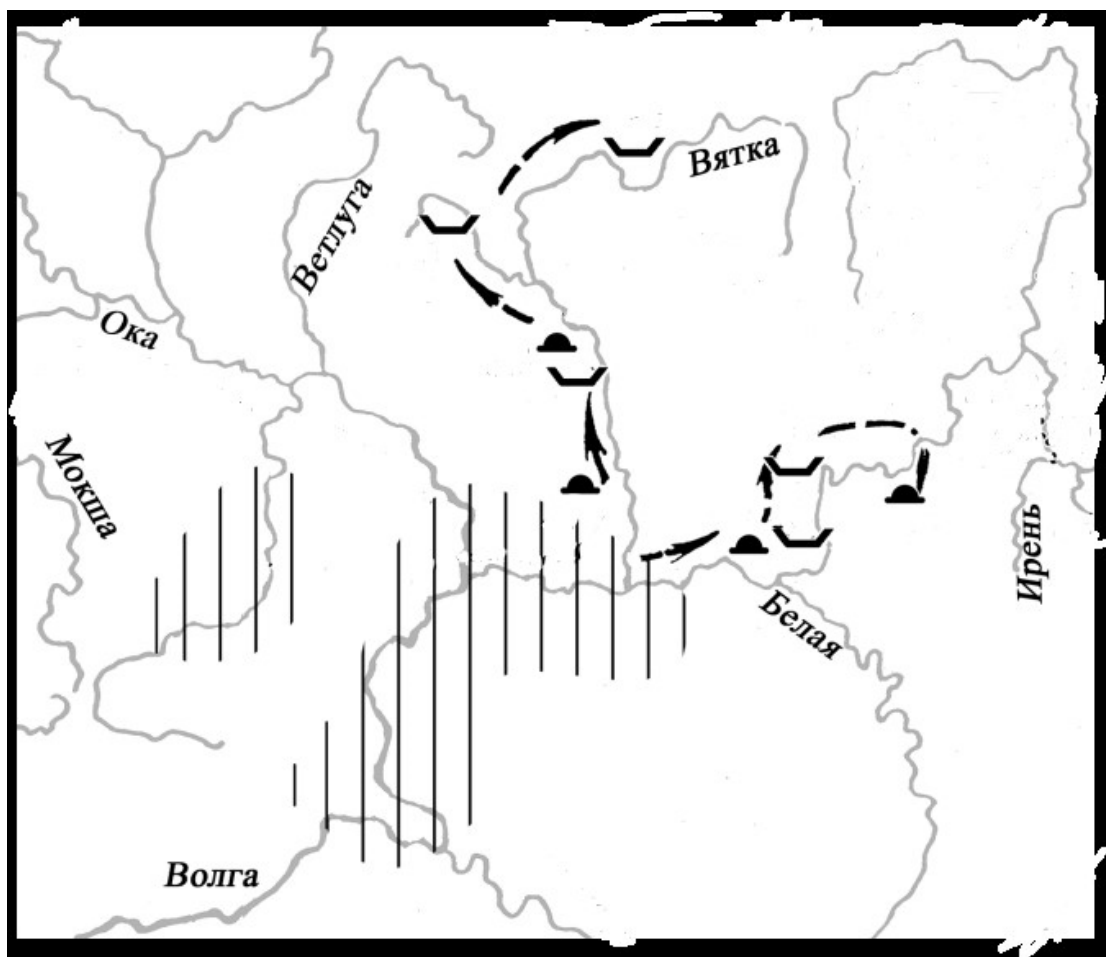 Вятка
Ветлуга
Ока
Мокша
Ирень
Белая
Волга